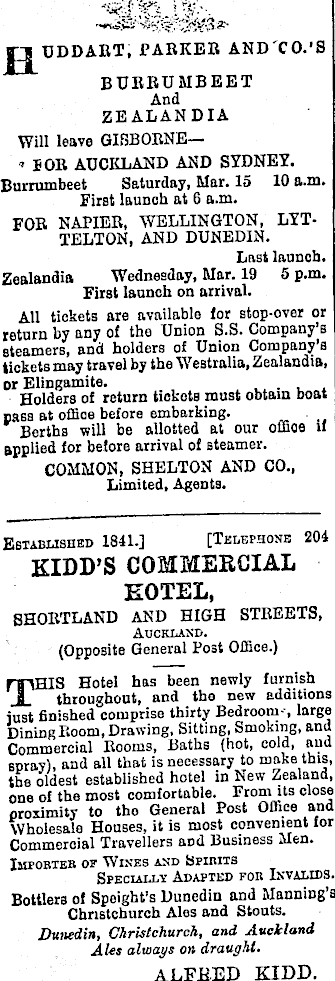 HUDDART, PARKER AND CO.'S
BURRUMBEET
And
ZEALANDIA
Will leave GISBORNE—
FOR AUCKLAND AND SYDNEY.
Burrumbeet Saturday, Mar. 15 10 a.m.
First launch at 6 a.m.
FOR NAPIER, WELLINGTON, LYT-
TELTON, AND DUNEDIN.
Last launch.
Zealandia Wednesday, Mar. 19 5 p.m.
First launch on arrival.
All tickets are available for stop-over or
return by any of the Union S.S. Company's
steamers, and holders of Union Company's
tickets may travel by the Westralia, Zealandia,
or Elingamite.
Holders of return tickets must obtain boat
pass at office before embarking.
Berths will be allotted at our office if
applied for before arrival of steamer.
COMMON, SHELTON AND CO.,
Limited, Agents.
ESTABLISHED 1841.] [TELEPHONE 204
KIDD'S COMMERCIAL
HOTEL,
SHORTLAND AND HIGH STREETS,
AUCKLAND.
(Opposite General Post Office.)
THIS Hotel has been newly furnish
throughout, and the new additions
just finished comprise thirty Bedrooms, large
Dining Room, Drawing, Sitting, Smoking, and
Commercial Rooms, Baths (hot, cold, and
spray), and all that is necessary to make this,
the oldest established hotel in New Zealand,
one of the most comfortable. From its close
proximity to the General Post Office and
Wholesale Houses, it is most convenient for
Commercial Travellers and Business Men.
IMPORTER OF WINES AND SPIRITS
SPECIALLY ADAPTED FOR INVALIDS.
Bottlers of Speight's Dunedin and Manning's
Christchurch Ales and Stouts.
Dunedin, Christchurch, and Auckland
Ales always on draught.
ALFRED KIDD.